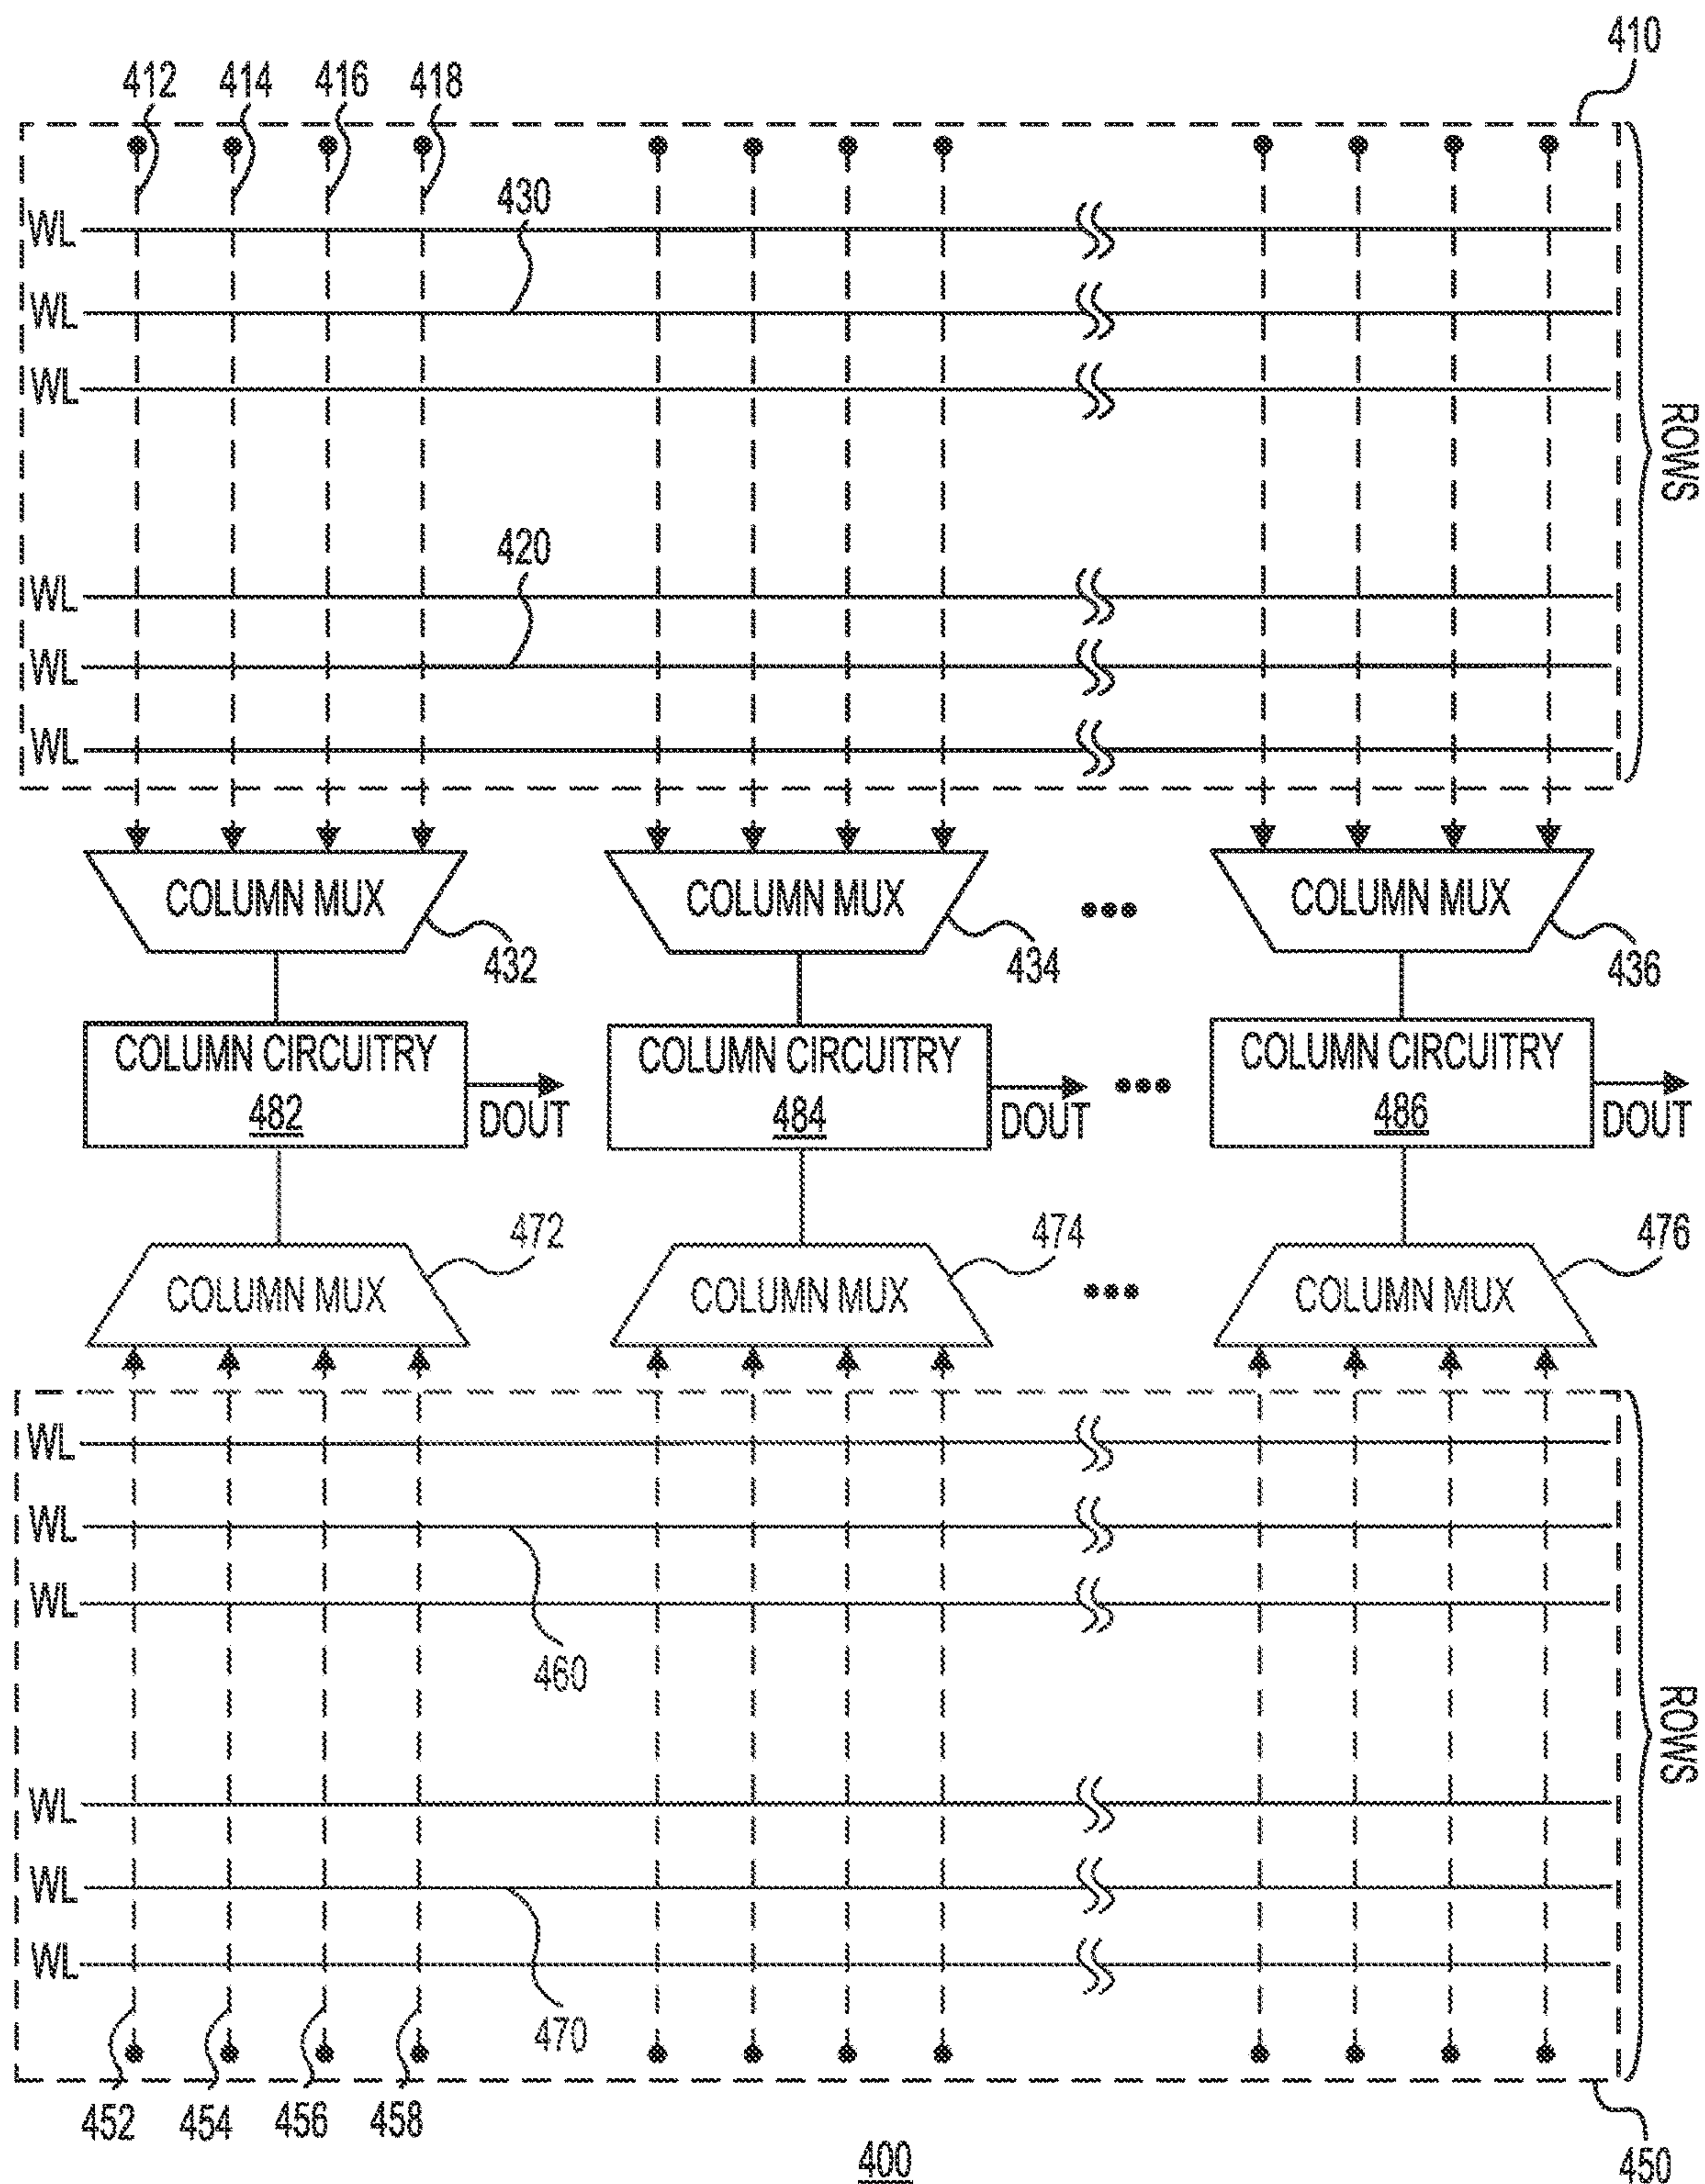 410
412 414 416 418
430
WL
WL
WL
ROWS
420
WL
WL
WL
COLUMN MUX COLUMN MUX COLUMN MUX
432 434 436
COLUMN CIRCUITRY COLUMN CIRCUITRY COLUMN CIRCUITRY
482 DOUT 484 DOUT 486 DOUT
472 474 476
COLUMN MUX COLUMN MUX COLUMN MUX
WL
WL
WL
460
ROWS
WL
WL
WL
470
452 454 456 458
400
450